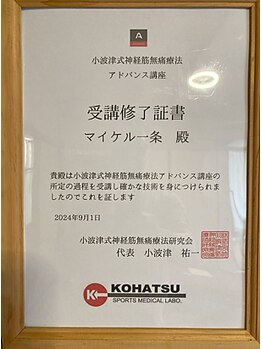 A
小波津式神経筋無痛療法
アドバンス講座
受講修了証書
マイケル一条 殿
貴殿は小波津式神経筋無痛療法アドバンス講座の
所定の過程を受講し確かな技術を身につけられま
したのでこれを証します
2024年9月1日
小波津式神経筋無痛療法研究会
代表 小波津 祐一
K KOHATSU
SPORTS MEDICAL LABO.